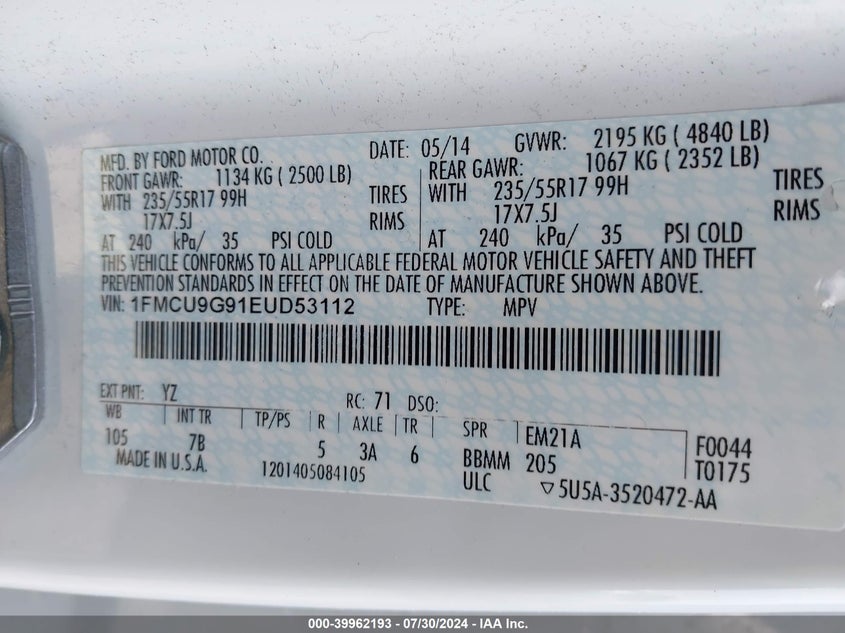 MFD. BY FORD MOTOR CO. DATE: 05/14 GVWR: 2195 KG ( 4840 LB)
FRONT GAWR: 1134 KG ( 2500 LB) REAR GAWR: 1067 KG ( 2352 LB)
WITH 235/55R17 99H TIRES WITH 235/55R17 99H TIRES
17X7.5J RIMS 17X7.5J RIMS
AT 240 kPa/ 35 PSI COLD AT 240 kPa/ 35 PSI COLD
THIS VEHICLE CONFORMS TO ALL APPLICABLE FEDERAL MOTOR VEHICLE SAFETY AND THEFT
PREVENTION STANDARDS IN EFFECT ON THE DATE OF MANUFACTURE SHOWN ABOVE.
VIN: 1FMCU9G91EUD53112 TYPE: MPV
EXT PNT: YZ RC: 71 DSO:
WB INT TR TP/PS R AXLE TR SPR EM21A F0044
105 7B 5 3A 6 BBMM 205 T0175
MADE IN U.S.A. 1201405084105 ULC ▽5U5A-3520472-AA
000-39962193 - 07/30/2024 - IAA Inc.